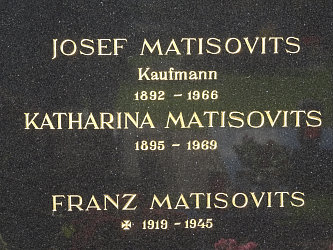 JOSEF MATISOVITS
Kaufmann
1892 – 1966
KATHARINA MATISOVITS
1895 – 1969
FRANZ MATISOVITS
✠ 1919 – 1945